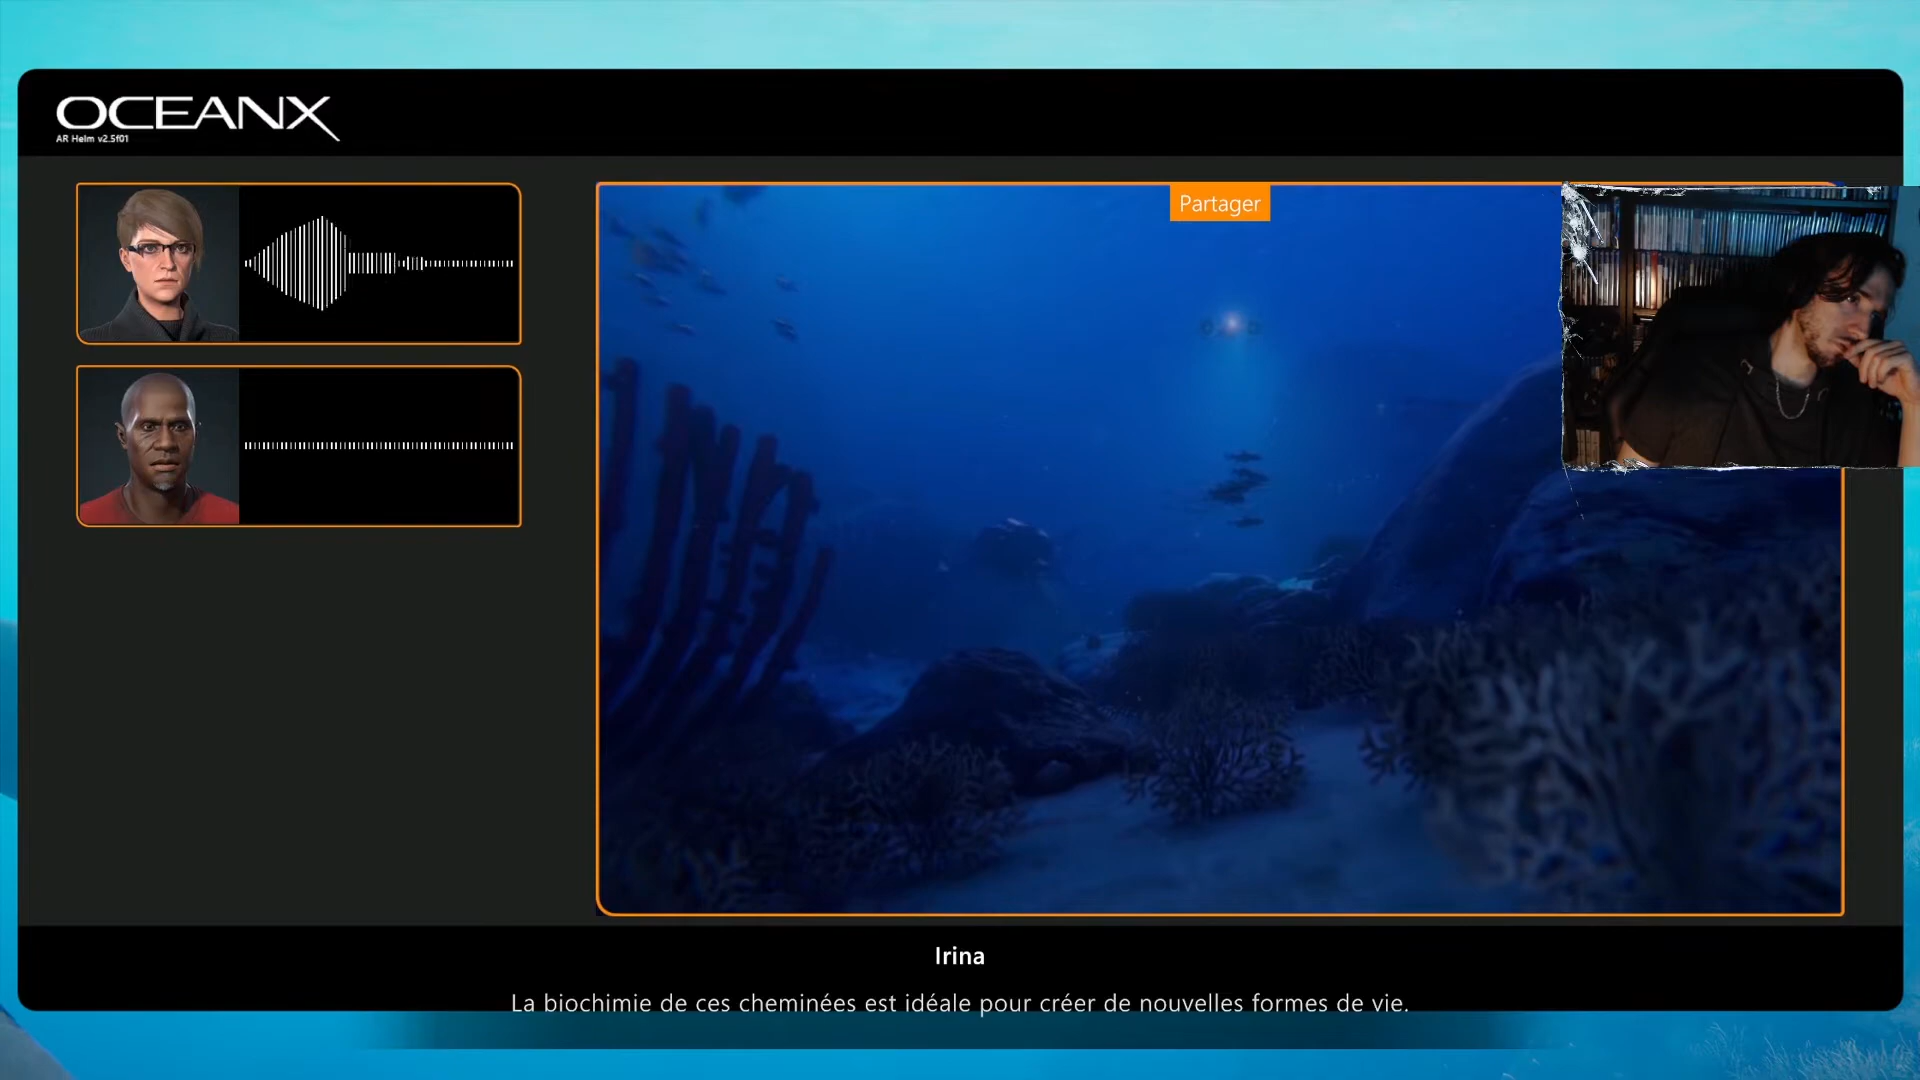 OCEANX
AR Helm v2.5f01
Partager
Irina
La biochimie de ces cheminées est idéale pour créer de nouvelles formes de vie.